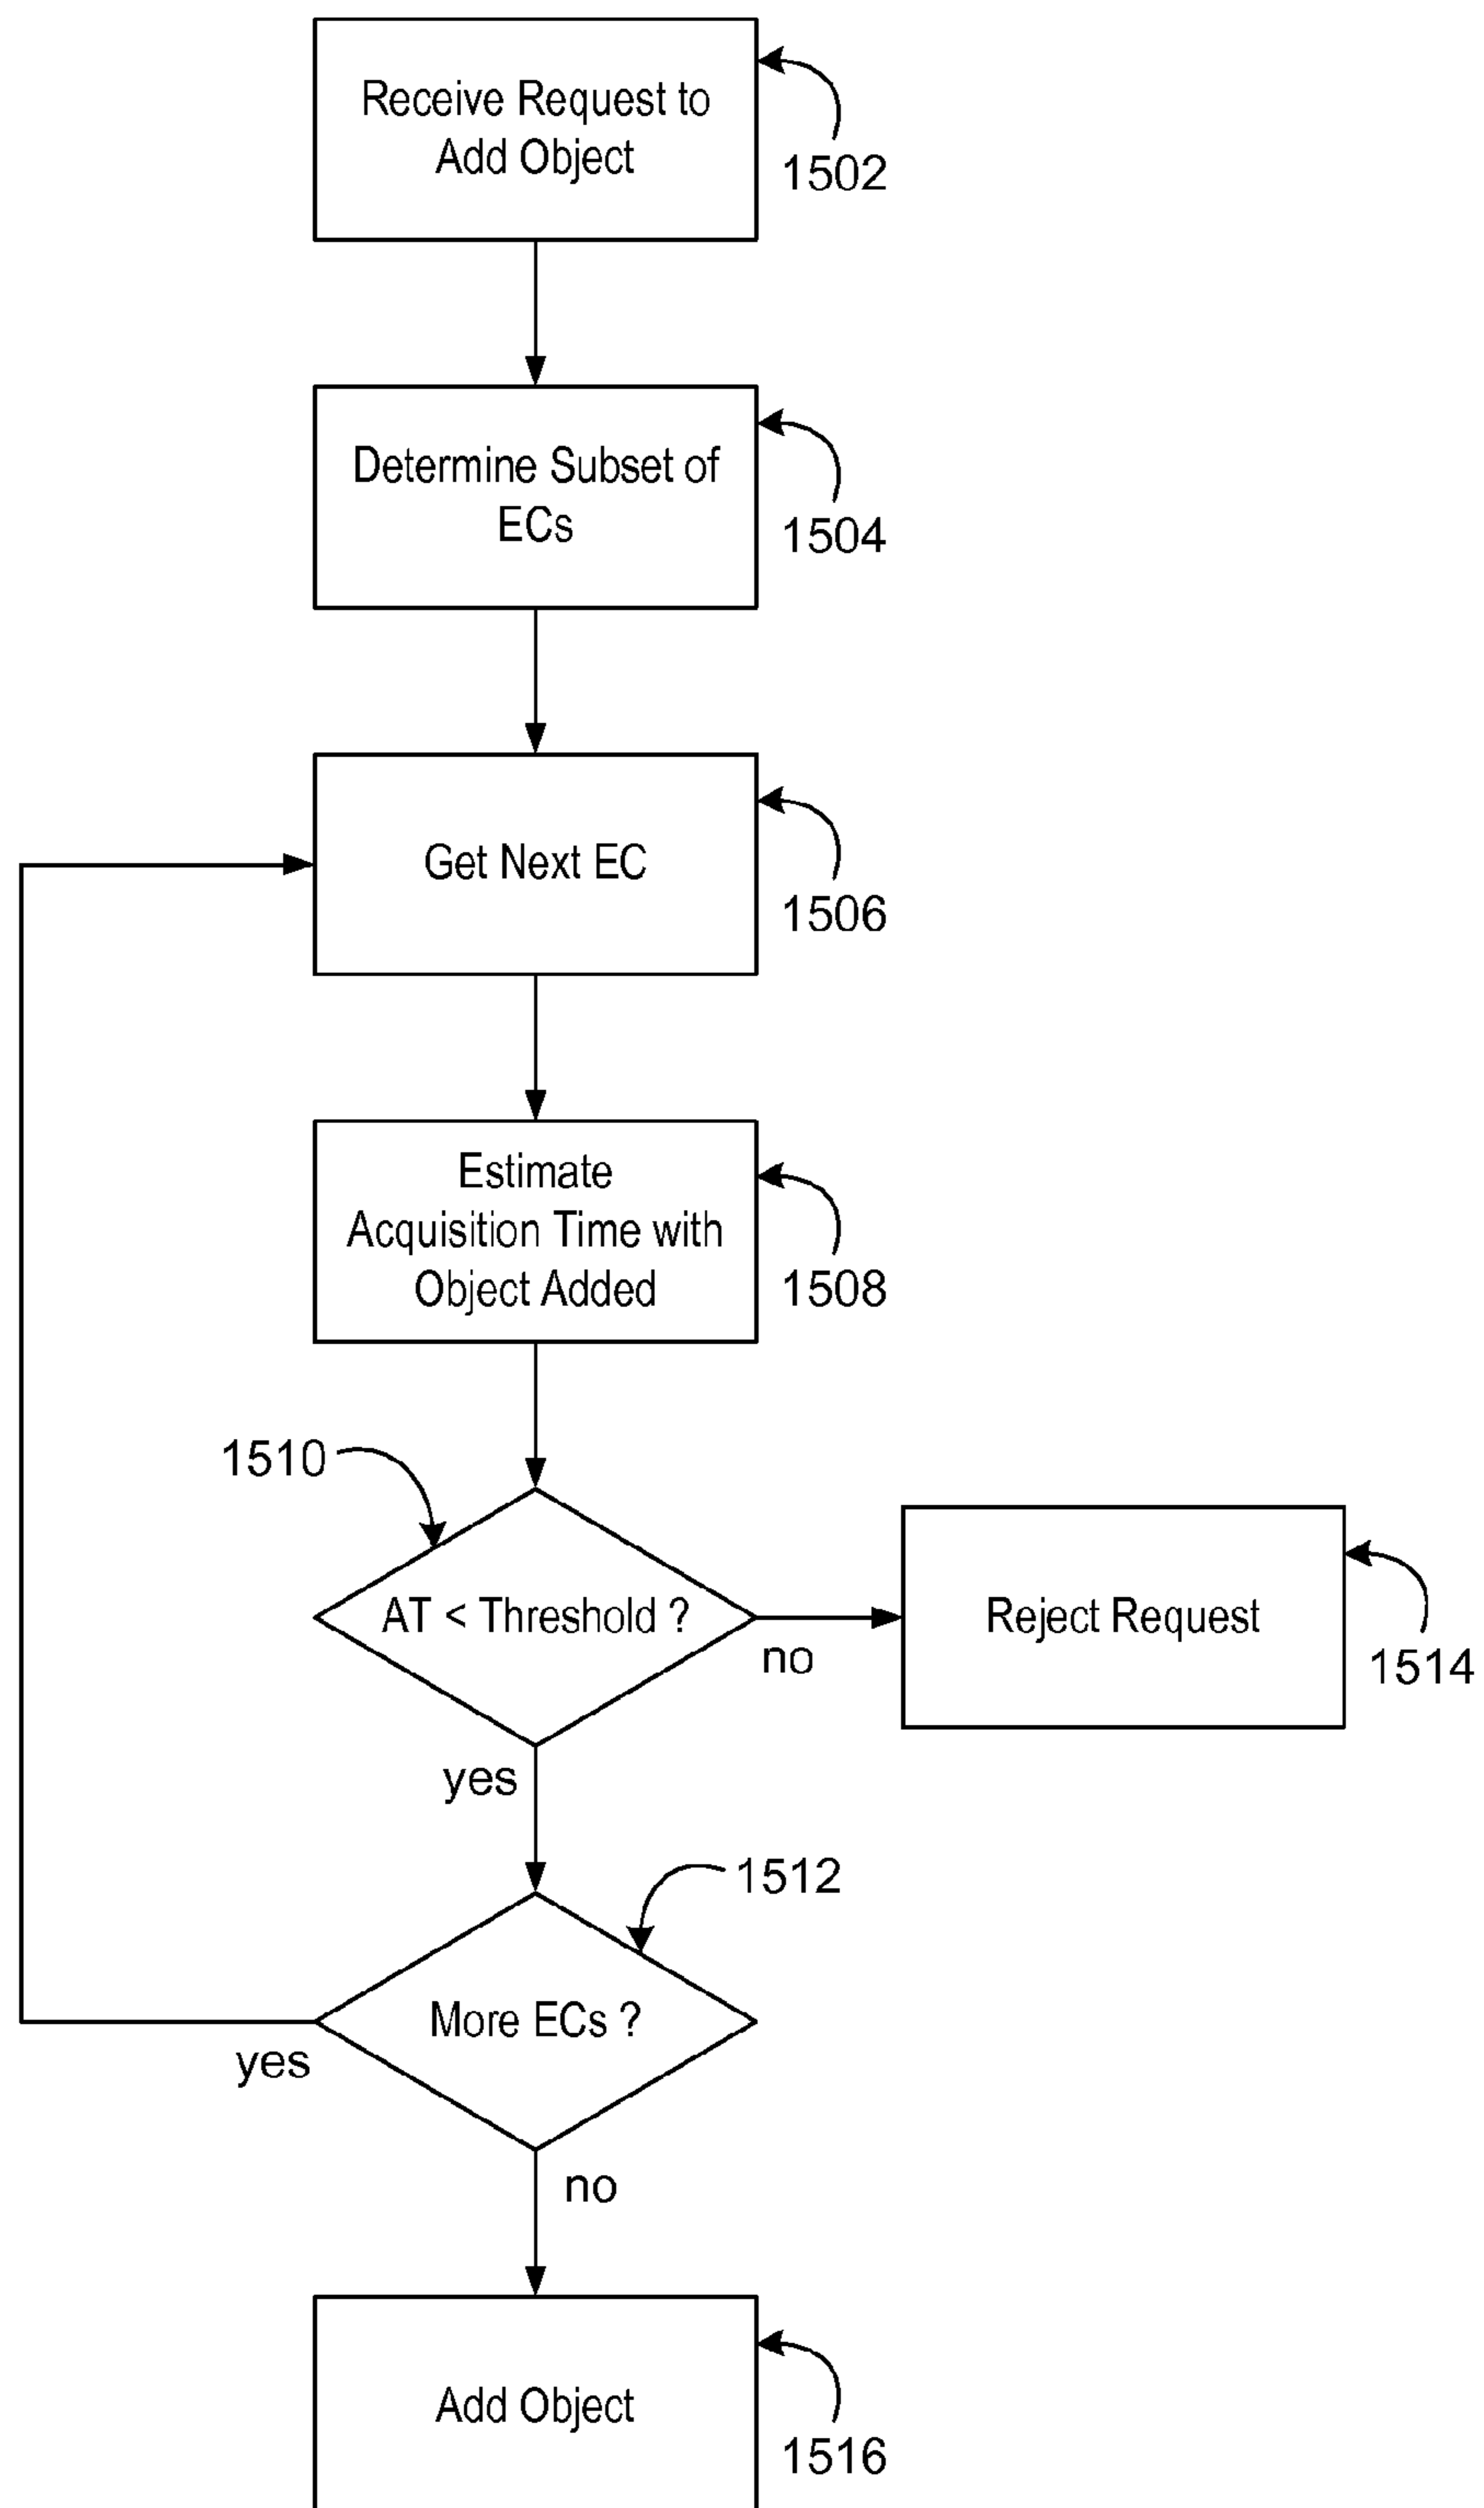 Receive Request to
Add Object
1502
Determine Subset of
ECs
1504
Get Next EC
1506
Estimate
Acquisition Time with
Object Added
1508
1510
AT < Threshold ?
no
Reject Request
1514
yes
1512
More ECs ?
yes
no
Add Object
1516